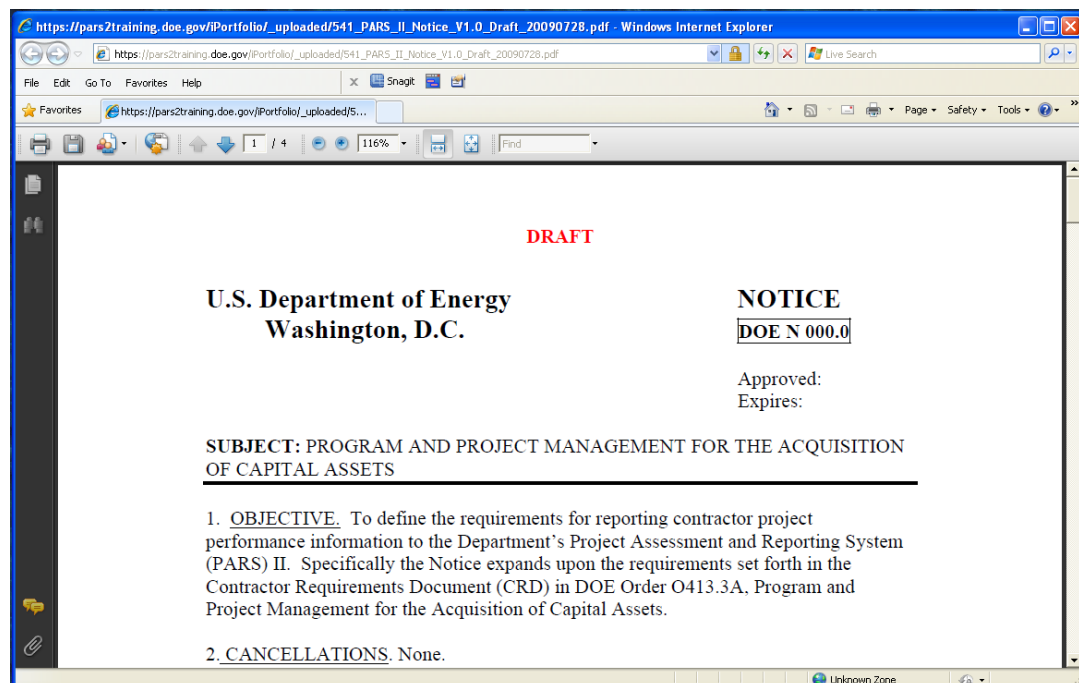 https://pars2training.doe.gov/iPortfolio/_uploaded/541_PARS_II_Notice_V1.0_Draft_20090728.pdf - Windows Internet Explorer
https://pars2training.doe.gov/iPortfolio/_uploaded/541_PARS_II_Notice_V1.0_Draft_20090728.pdf
Live Search
File Edit Go To Favorites Help x Snagit
Favorites https://pars2training.doe.gov/iPortfolio/_uploaded/5... Page Safety Tools »
1 / 4 116% Find
DRAFT
U.S. Department of Energy NOTICE
Washington, D.C. DOE N 000.0
Approved:
Expires:
SUBJECT: PROGRAM AND PROJECT MANAGEMENT FOR THE ACQUISITION
OF CAPITAL ASSETS
1. OBJECTIVE. To define the requirements for reporting contractor project
performance information to the Department's Project Assessment and Reporting System
(PARS) II. Specifically the Notice expands upon the requirements set forth in the
Contractor Requirements Document (CRD) in DOE Order O413.3A, Program and
Project Management for the Acquisition of Capital Assets.
2. CANCELLATIONS. None.
Unknown Zone